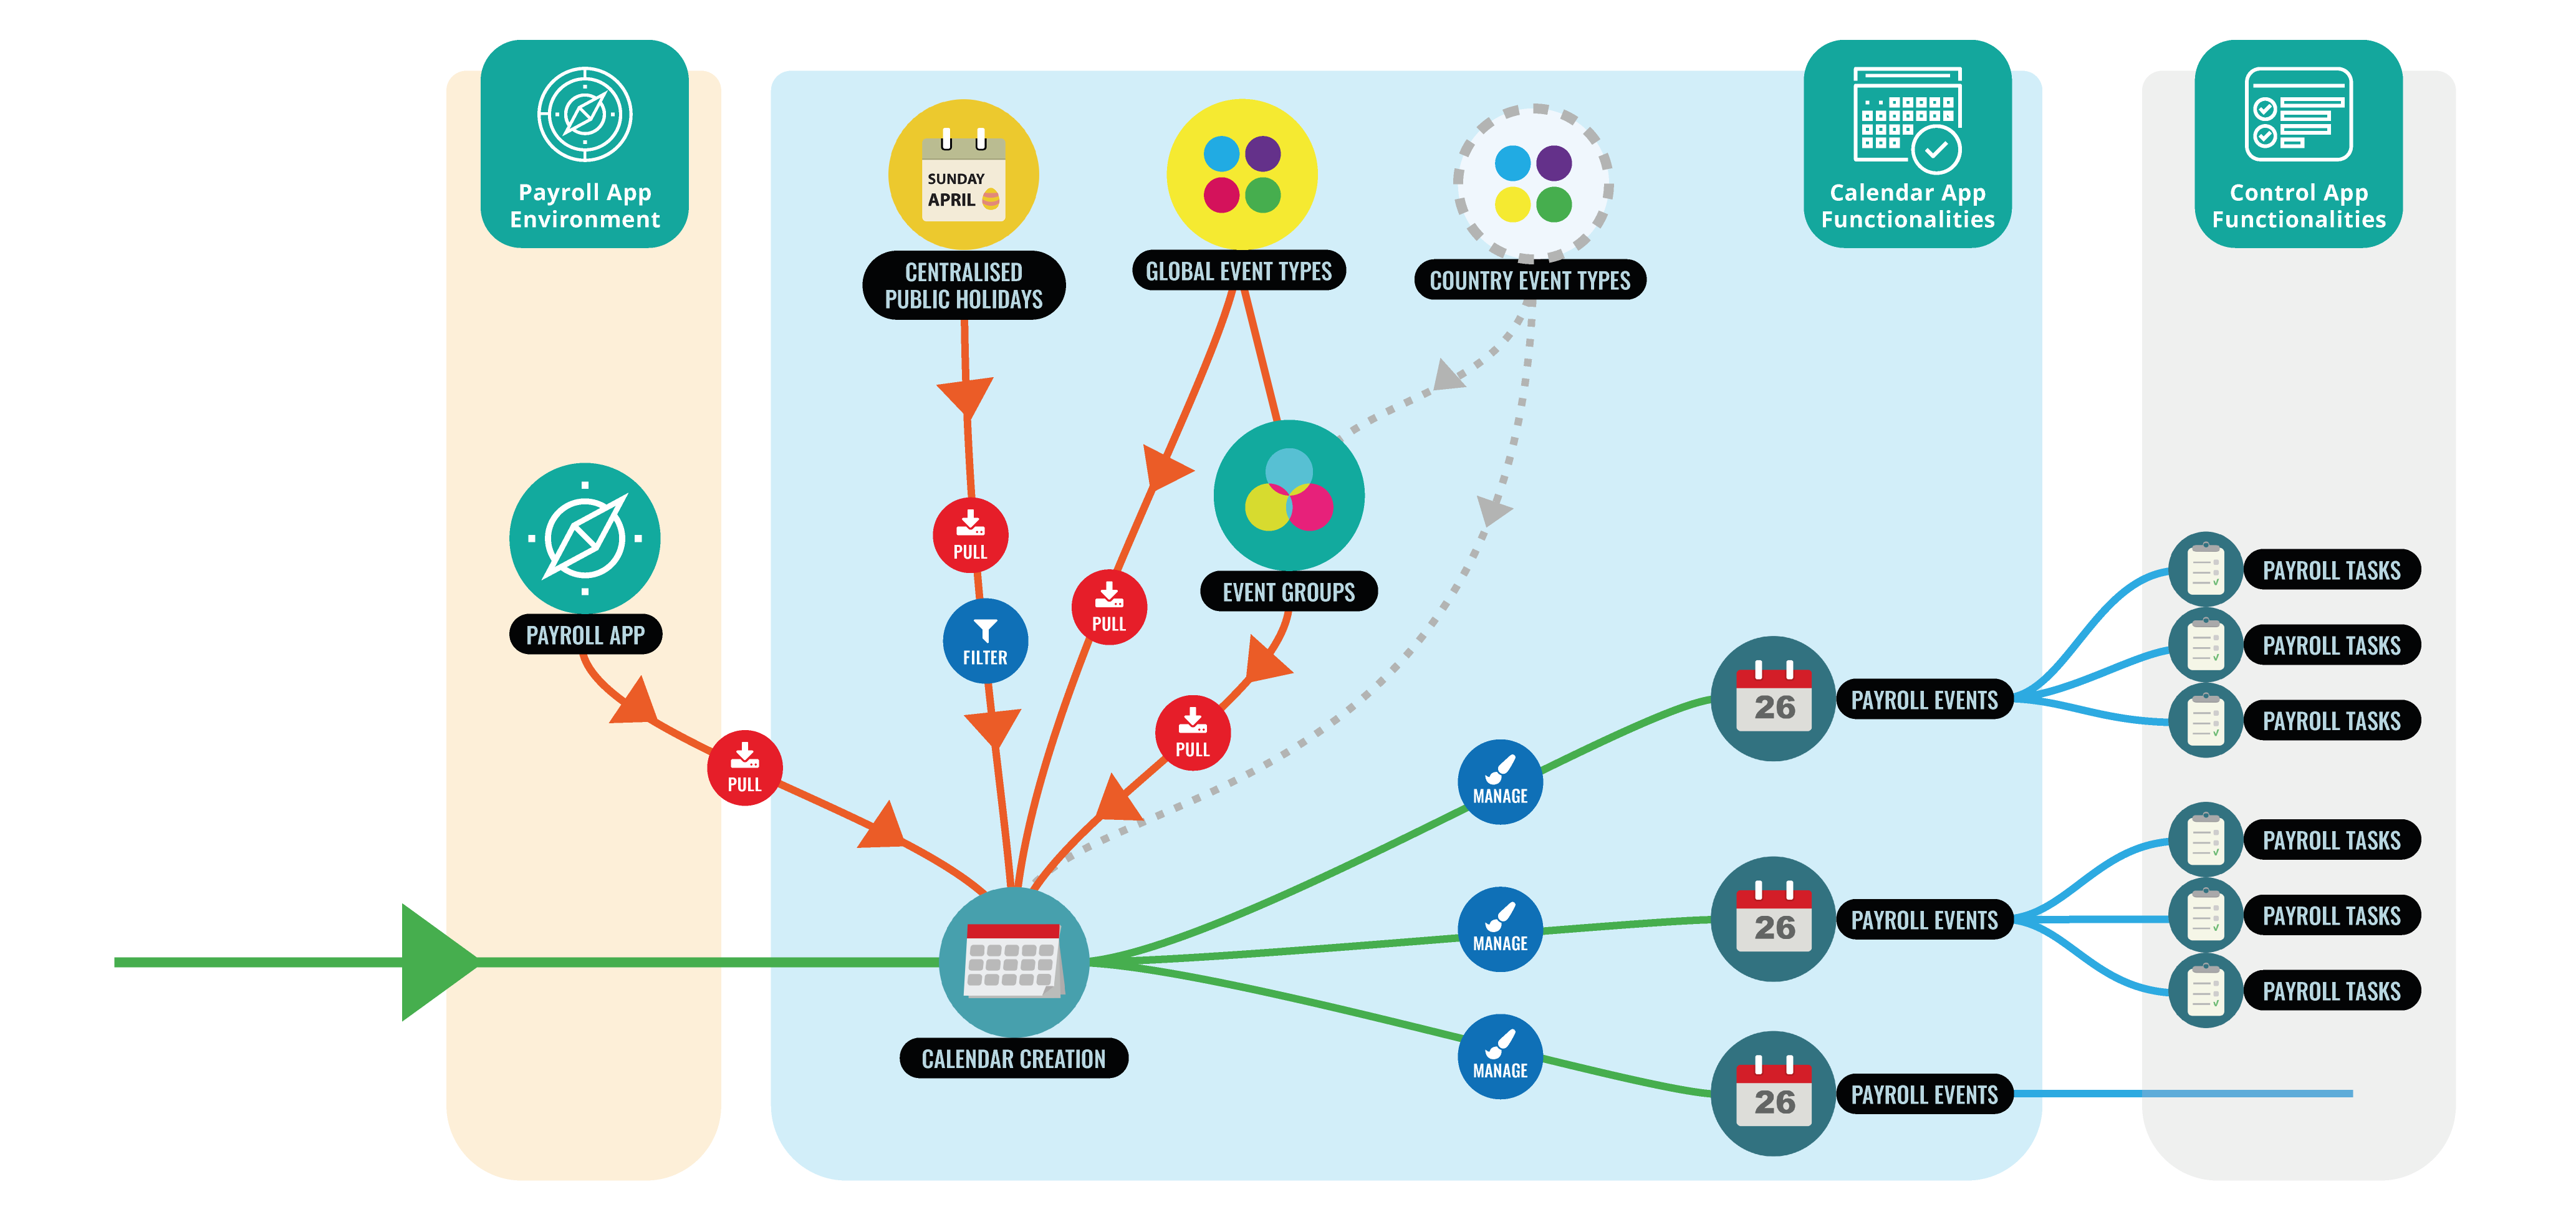 Payroll App
Environment
Calendar App
Functionalities
Control App
Functionalities
SUNDAY
APRIL
CENTRALISED
PUBLIC HOLIDAYS
GLOBAL EVENT TYPES
COUNTRY EVENT TYPES
EVENT GROUPS
PAYROLL APP
PULL
PULL
PULL
PULL
FILTER
CALENDAR CREATION
MANAGE
MANAGE
MANAGE
26
PAYROLL EVENTS
26
PAYROLL EVENTS
26
PAYROLL EVENTS
PAYROLL TASKS
PAYROLL TASKS
PAYROLL TASKS
PAYROLL TASKS
PAYROLL TASKS
PAYROLL TASKS